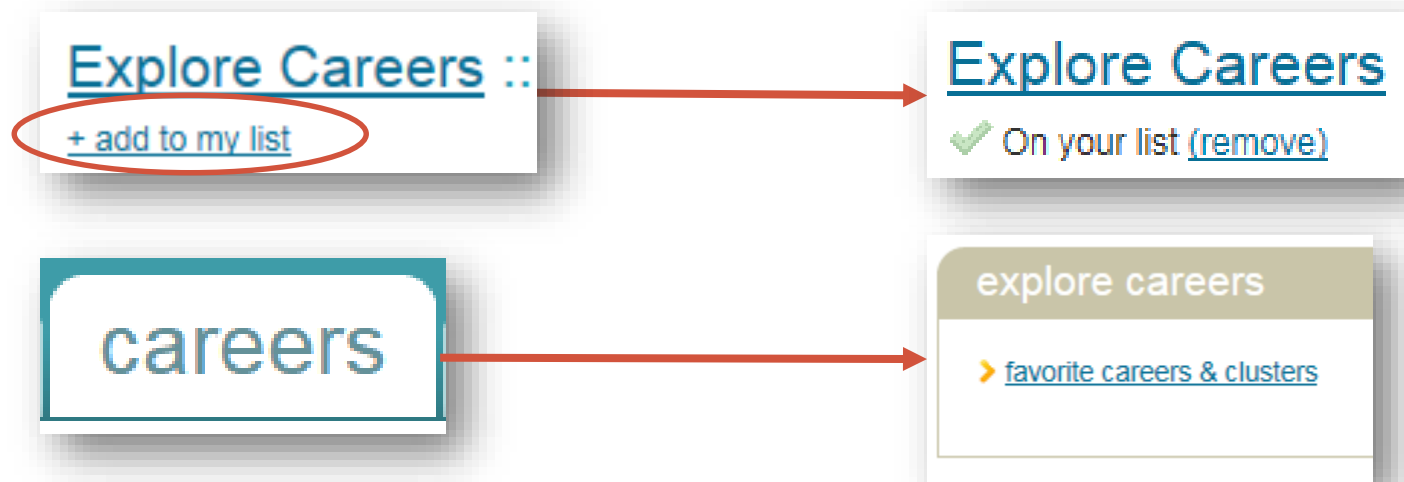 Explore Careers ::
+ add to my list
Explore Careers
On your list (remove)
careers
explore careers
favorite careers & clusters